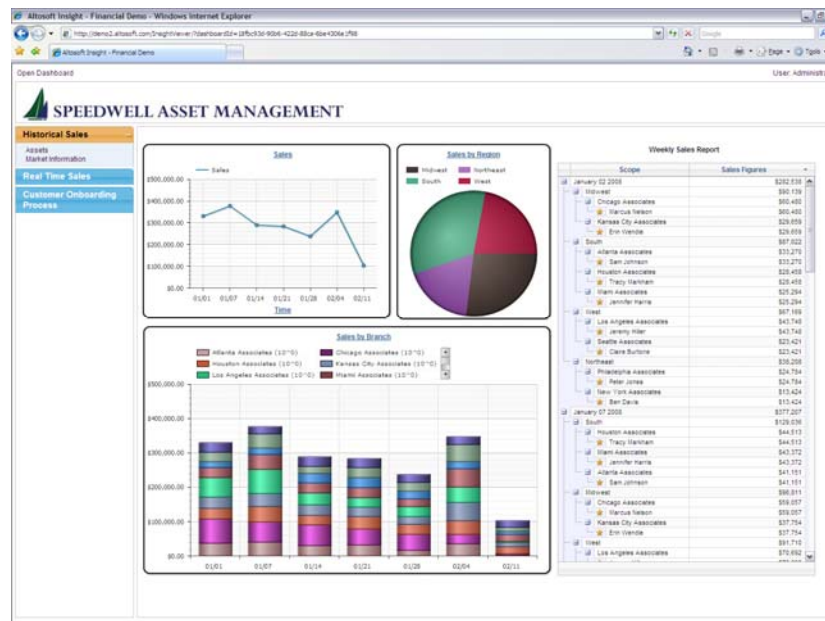 Altosoft Insight - Financial Demo - Windows Internet Explorer
Google
Altosoft Insight - Financial Demo
Page
Tools
Open Dashboard
User: Administr
SPEEDWELL ASSET MANAGEMENT
Historical Sales
Assets
Market Information
Real Time Sales
Customer Onboarding
Process
Sales
Sales
$500,000.00
$400,000.00
$300,000.00
$200,000.00
$100,000.00
$0.00
01/01 01/07 01/14 01/21 01/28 02/04 02/11
Time
Sales by Region
Midwest Northeast
South West
Sales by Branch
Atlanta Associates (10^0) Chicago Associates (10^0)
Houston Associates (10^0) Kansas City Associates (10^0)
Los Angeles Associates (10^0) Miami Associates (10^0)
$500,000.00
$400,000.00
$300,000.00
$200,000.00
$100,000.00
$0.00
01/01 01/07 01/14 01/21 01/28 02/04 02/11
Weekly Sales Report
Scope Sales Figures
January 02 2008
Midwest
Chicago Associates $60,480
Marcus Nelson $60,480
Kansas City Associates $29,659
Erin Wendle $29,659
South $87,022
Atlanta Associates $33,270
Sam Johnson $33,270
Houston Associates $28,458
Tracy Markham $28,458
Miami Associates $25,294
Jennifer Harris $25,294
West $67,169
Los Angeles Associates $43,748
Jeremy Hiller $43,748
Seattle Associates $23,421
Claire Burtone $23,421
Northeast $38,208
Philadelphia Associates $24,784
Peter Jones $24,784
New York Associates $13,424
Ben Davis $13,424
January 07 2008 $377,207
South $129,036
Houston Associates $44,513
Tracy Markham $44,513
Miami Associates $43,372
Jennifer Harris $43,372
Atlanta Associates $41,151
Sam Johnson $41,151
Midwest $96,811
Chicago Associates $59,057
Marcus Nelson $59,057
Kansas City Associates $37,754
Erin Wendle $37,754
West $91,710
Los Angeles Associates $70,692